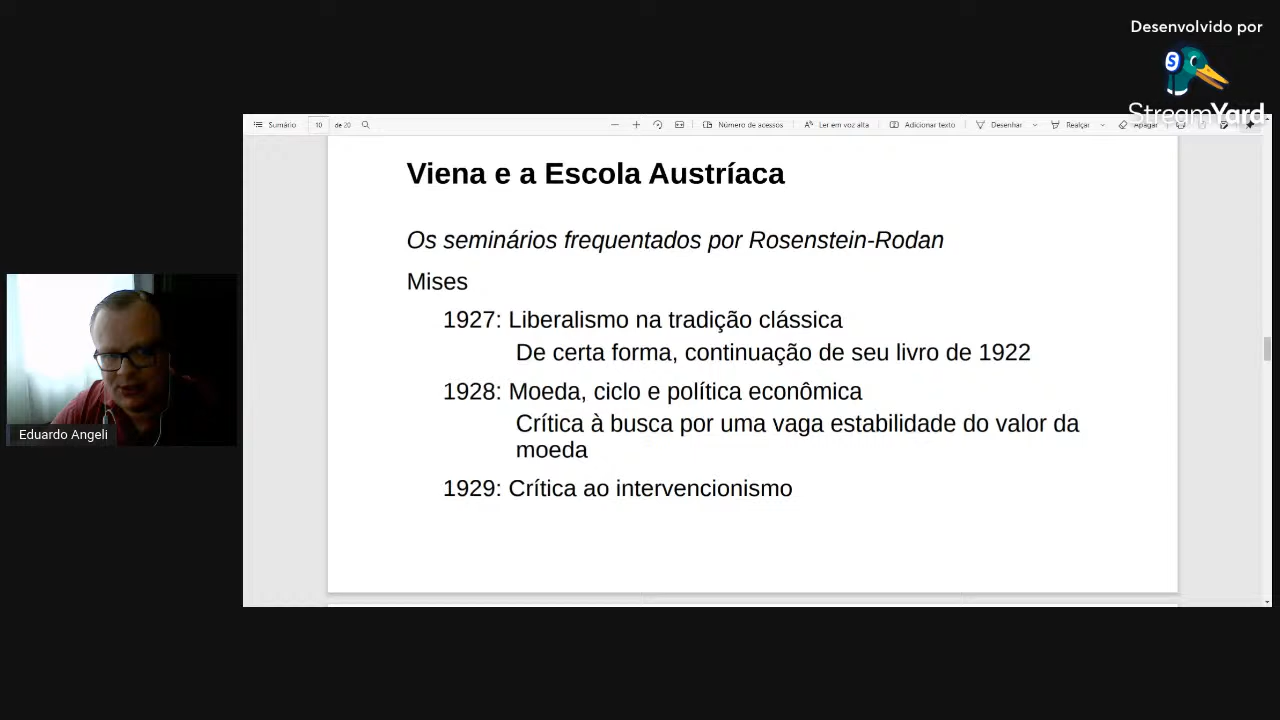 Desenvolvido por
StreamYard
Sumário 10 de 20 Número de acessos Ler em voz alta Adicionar texto Desenhar Realçar Apagar
Viena e a Escola Austríaca
Os seminários frequentados por Rosenstein-Rodan
Mises
1927: Liberalismo na tradição clássica
De certa forma, continuação de seu livro de 1922
1928: Moeda, ciclo e política econômica
Crítica à busca por uma vaga estabilidade do valor da
moeda
1929: Crítica ao intervencionismo
Eduardo Angeli